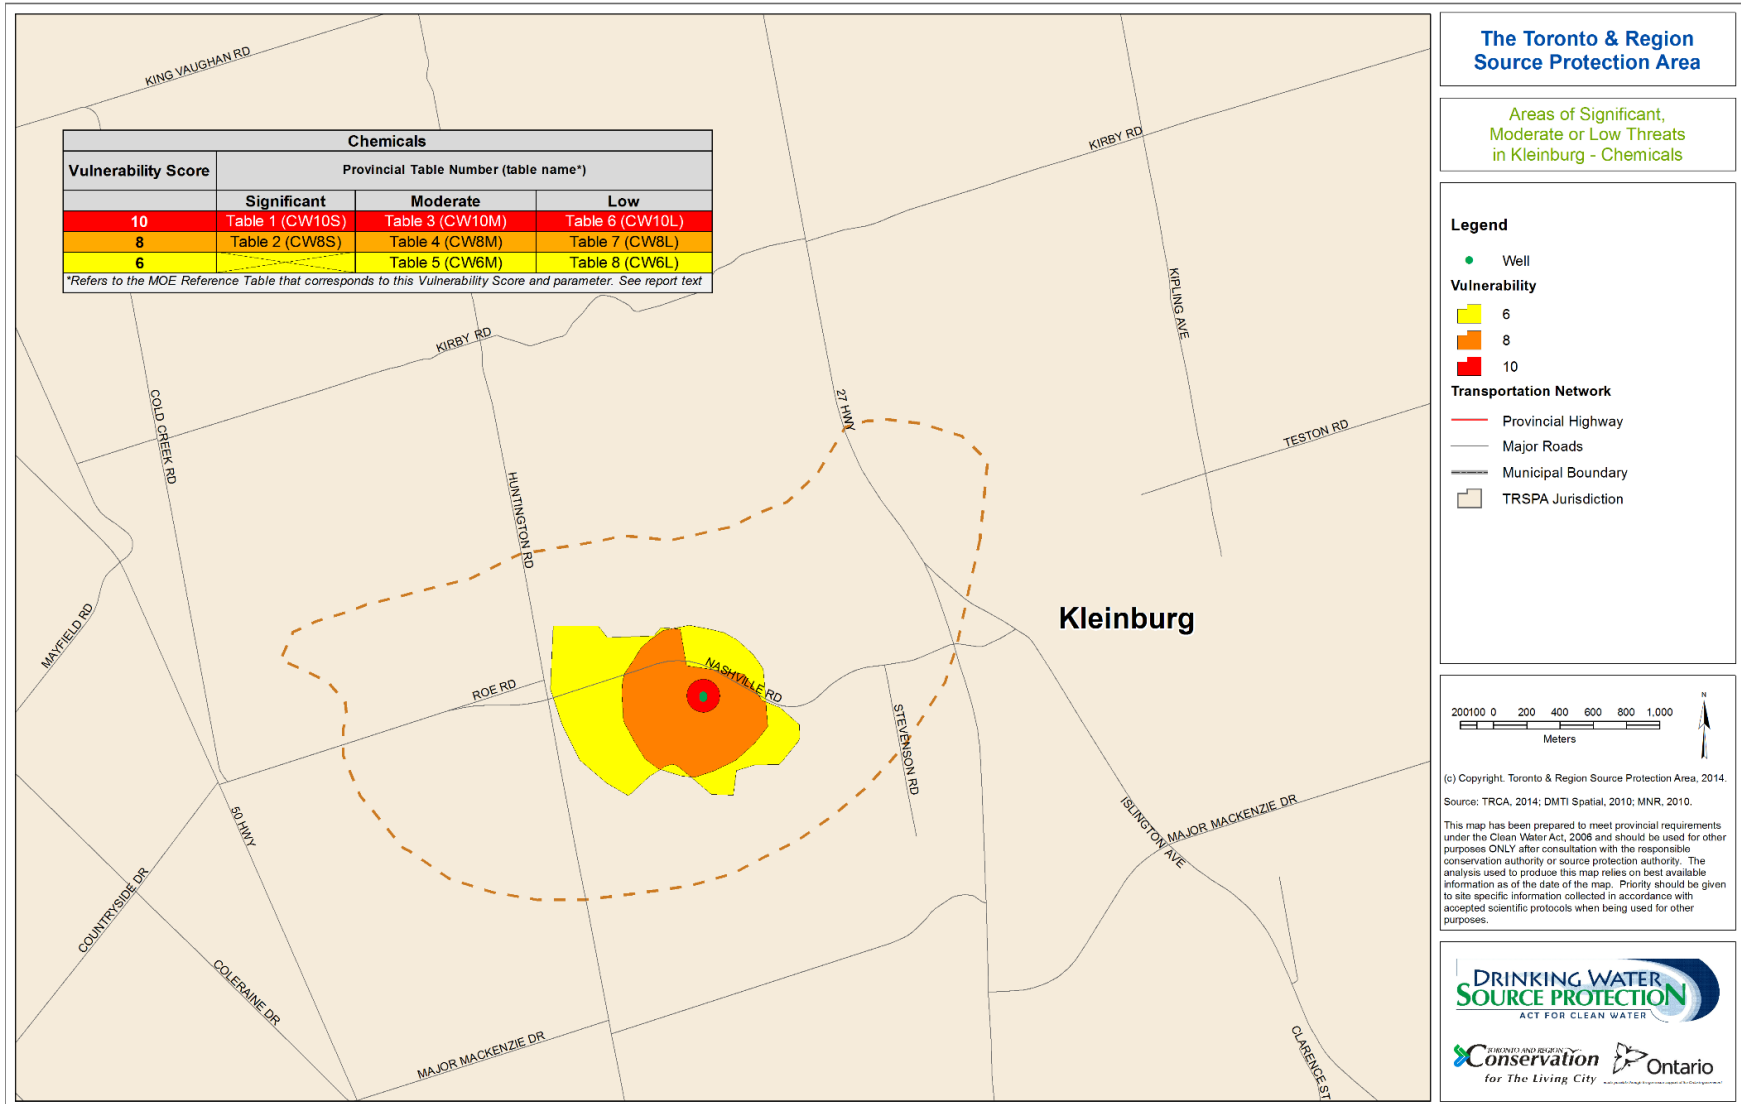 KING VAUGHAN RD
Chemicals
Vulnerability Score
Provincial Table Number (table name*)
Significant Moderate Low
10 Table 1 (CW10S) Table 3 (CW10M) Table 6 (CW10L)
8 Table 2 (CW8S) Table 4 (CW8M) Table 7 (CW8L)
6 Table 5 (CW6M) Table 8 (CW6L)
*Refers to the MOE Reference Table that corresponds to this Vulnerability Score and parameter. See report text
KIRBY RD
KIPLING AVE
KIRBY RD
COLD CREEK RD
27 HWY
TESTON RD
HUNTINGTON RD
MAYFIELD RD
Kleinburg
NASHVILLE RD
ROE RD
STEVENSON RD
50 HWY
ISLINGTON AVE
MAJOR MACKENZIE DR
COUNTRYSIDE DR
COLERAINE DR
MAJOR MACKENZIE DR
CLARENCE ST
The Toronto & Region
Source Protection Area
Areas of Significant,
Moderate or Low Threats
in Kleinburg - Chemicals
Legend
Well
Vulnerability
6
8
10
Transportation Network
Provincial Highway
Major Roads
Municipal Boundary
TRSPA Jurisdiction
N
200100 0 200 400 600 800 1,000
Meters
(c) Copyright. Toronto & Region Source Protection Area, 2014.
Source: TRCA, 2014; DMTI Spatial, 2010; MNR, 2010.
This map has been prepared to meet provincial requirements
under the Clean Water Act, 2006 and should be used for other
purposes ONLY after consultation with the responsible
conservation authority or source protection authority. The
analysis used to produce this map relies on best available
information as of the date of the map. Priority should be given
to site specific information collected in accordance with
accepted scientific protocols when being used for other
purposes.
DRINKING WATER
SOURCE PROTECTION
ACT FOR CLEAN WATER
TORONTO AND REGION
Conservation
for The Living City
Ontario